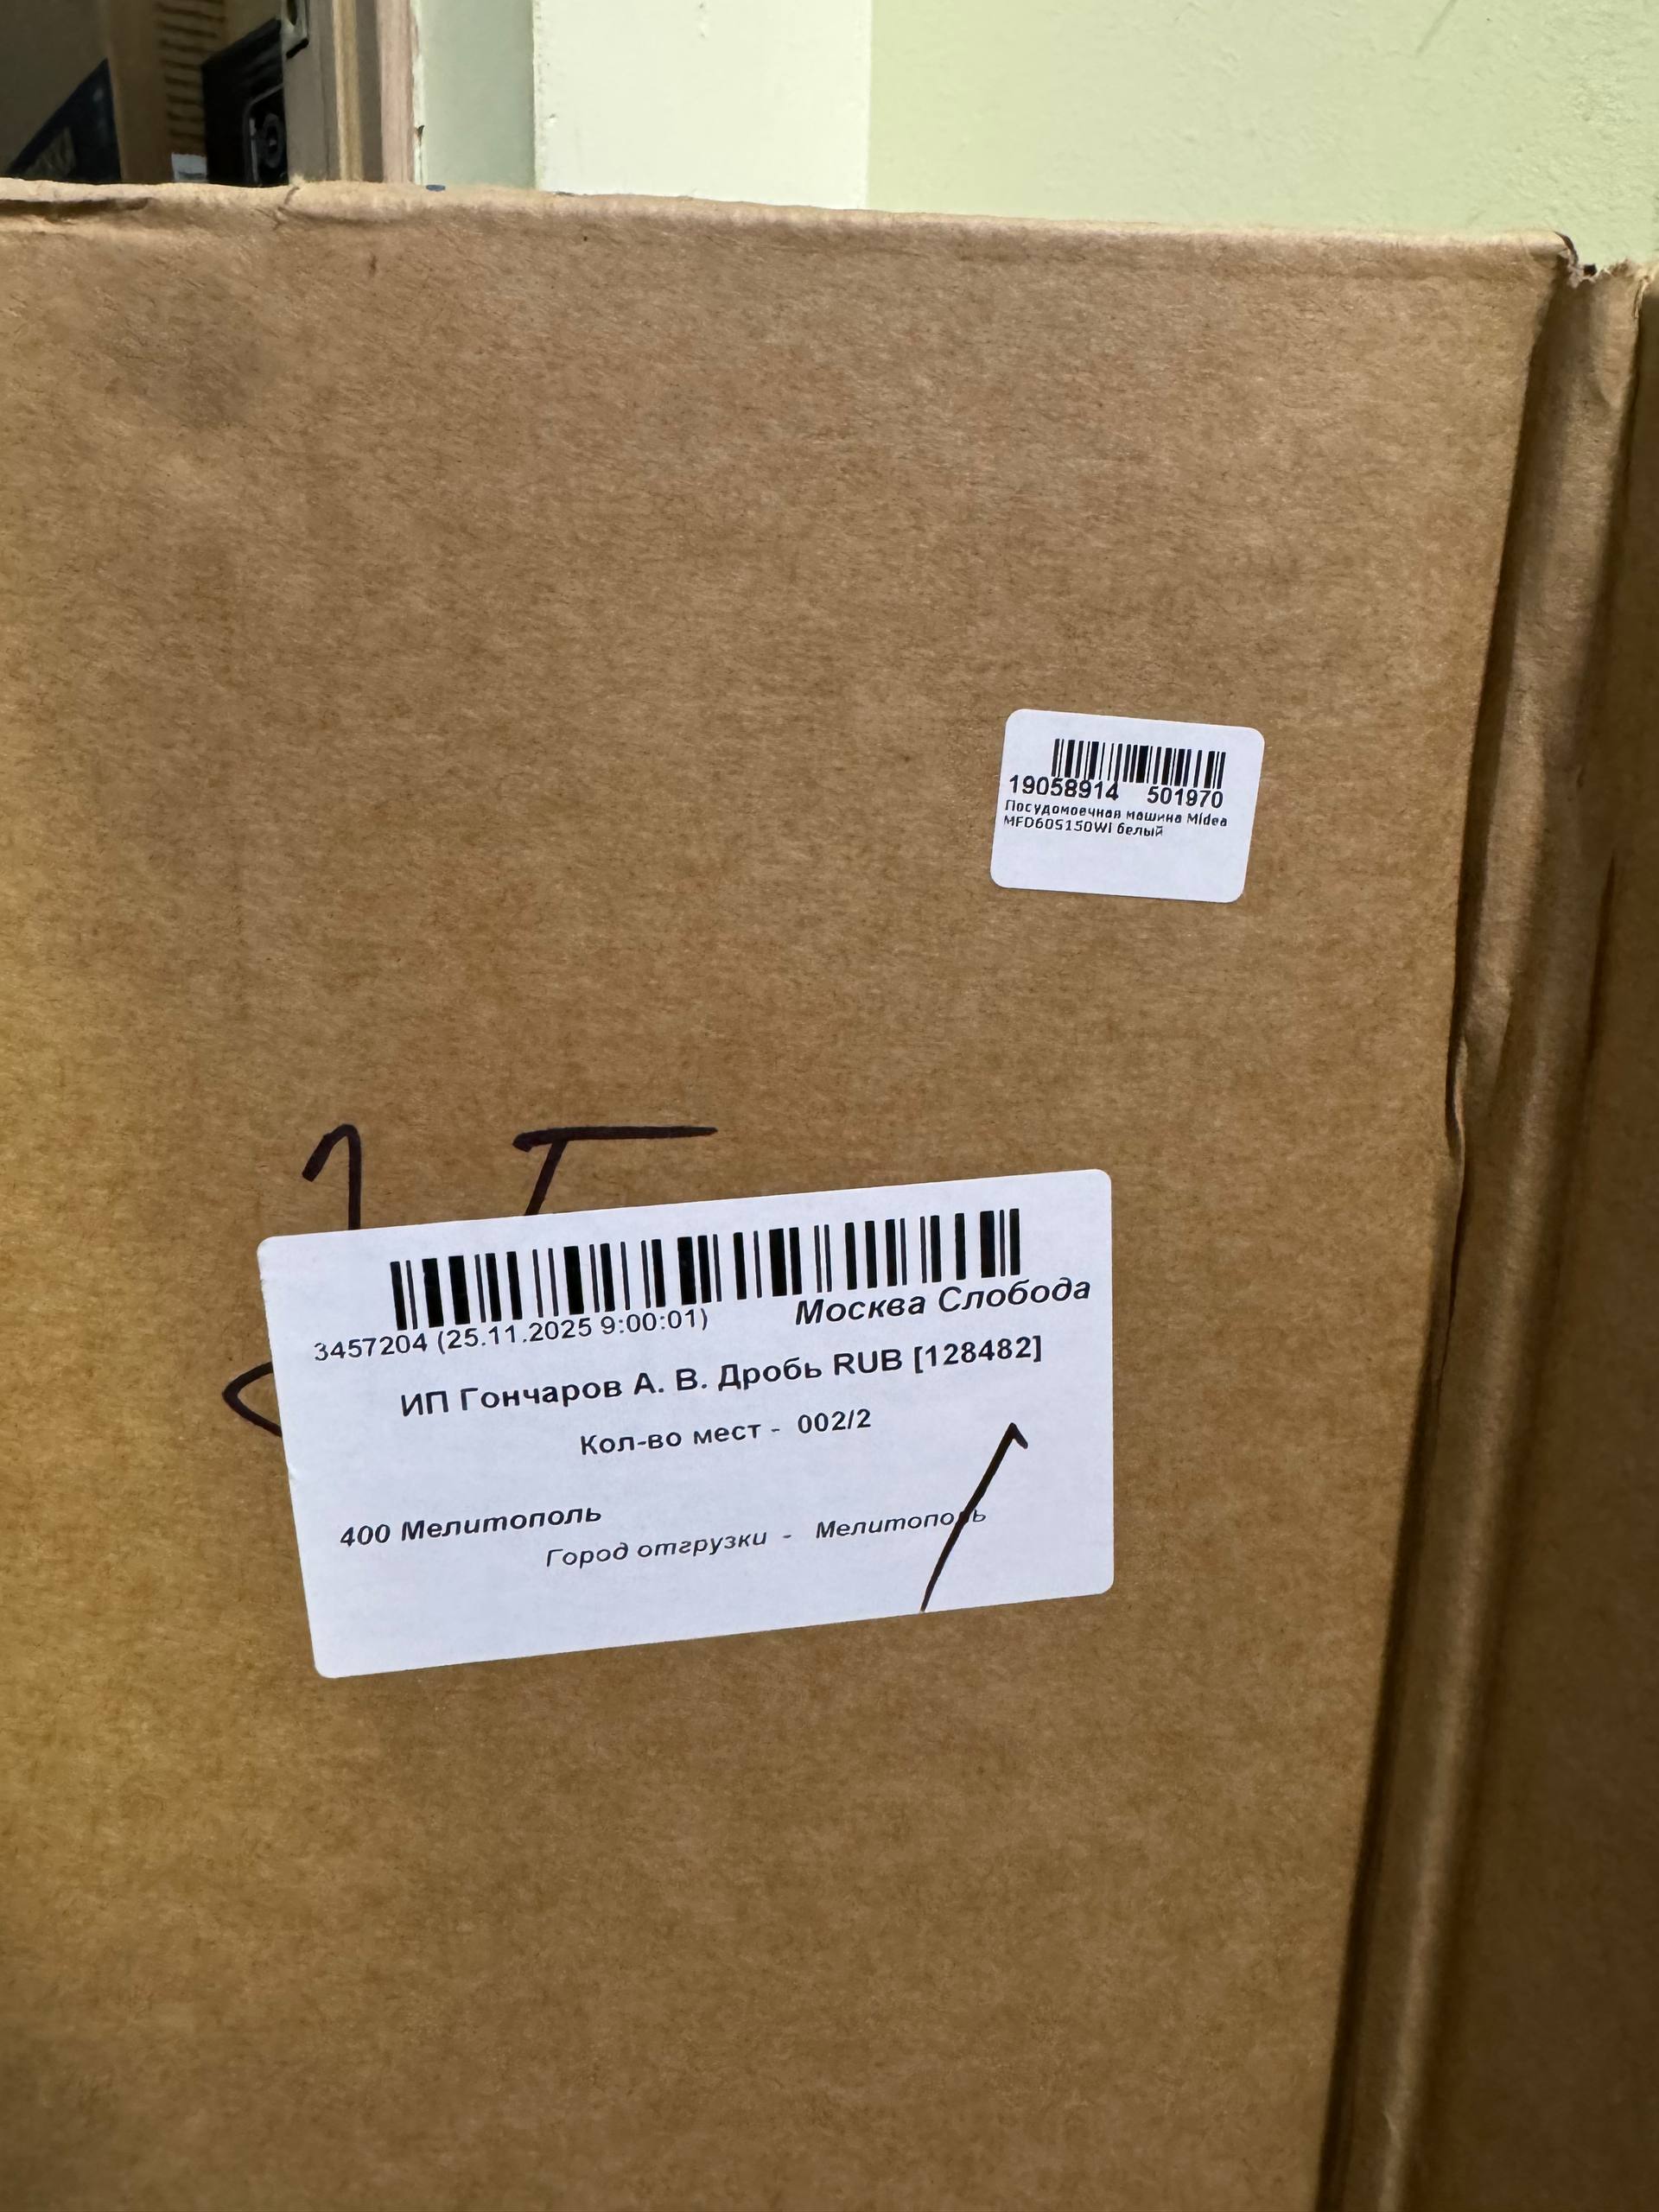 19058914 501970
Посудомоечная машина Midea
MFD60S150Wi белый
3457204 (25.11.2025 9:00:01) Москва Слобода
ИП Гончаров А. В. Дробь RUB [128482]
Кол-во мест - 002/2
400 Мелитополь
Город отгрузки - Мелитополь